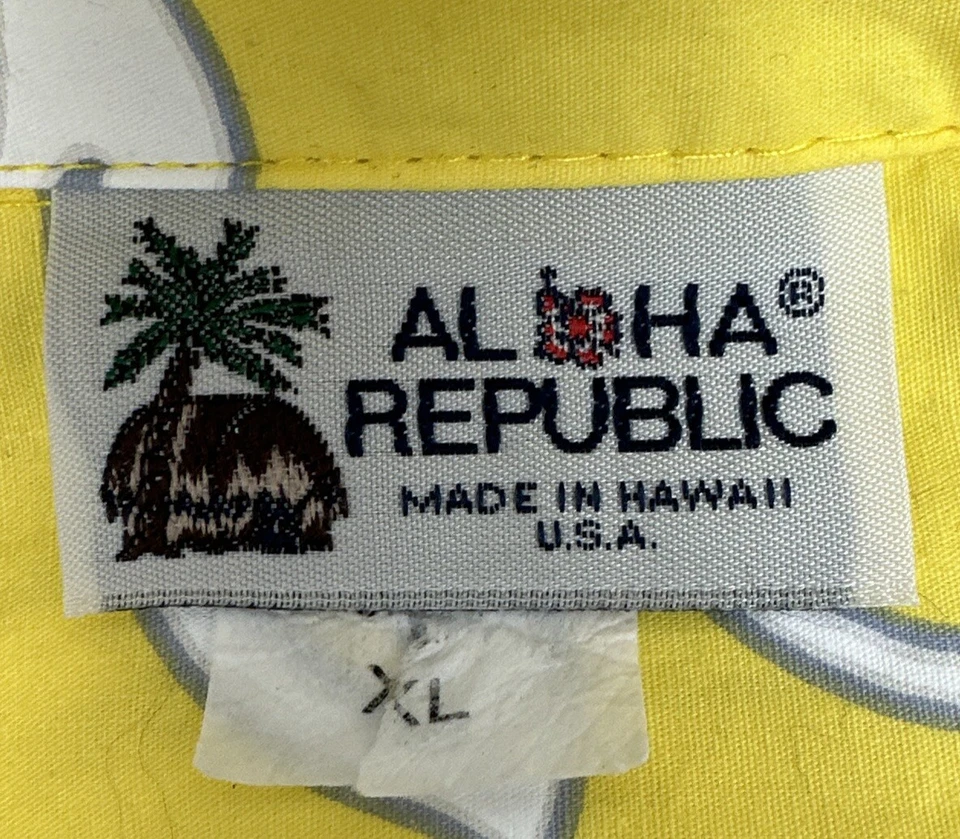 ALOHA®
REPUBLIC
MADE IN HAWAII
U.S.A.
XL